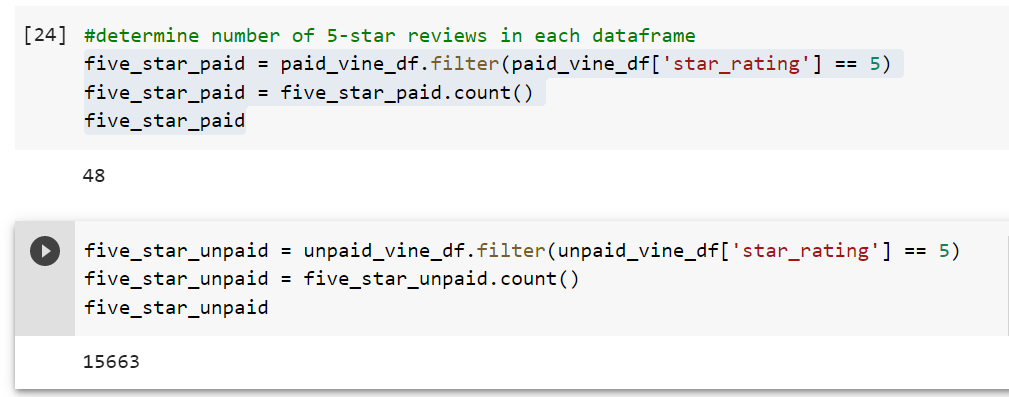 [24] #determine number of 5-star reviews in each dataframe
five_star_paid = paid_vine_df.filter(paid_vine_df['star_rating'] == 5)
five_star_paid = five_star_paid.count()
five_star_paid
48
five_star_unpaid = unpaid_vine_df.filter(unpaid_vine_df['star_rating'] == 5)
five_star_unpaid = five_star_unpaid.count()
five_star_unpaid
15663